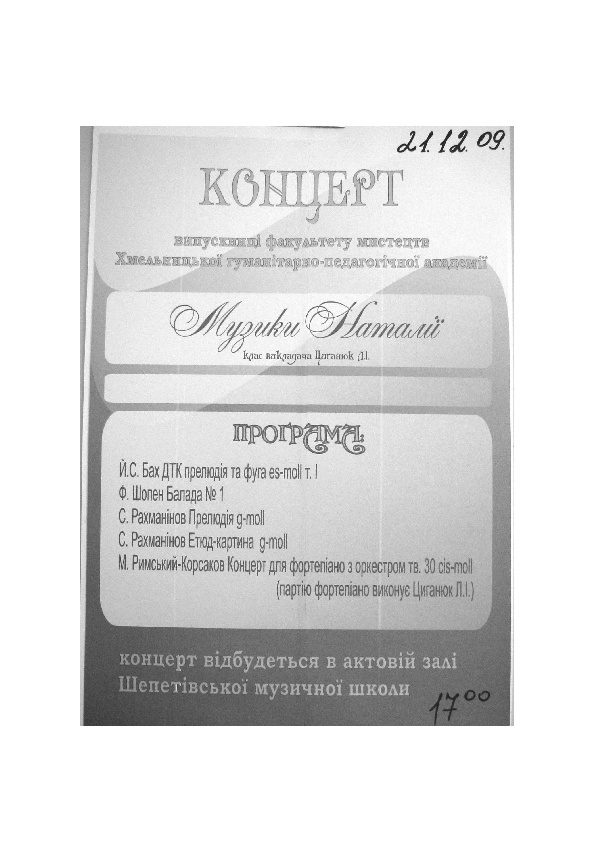 21.12.09.
КОНЦЕРТ
випускниці факультету мистецтв
Хмельницької гуманітарно-педагогічної академії
Музики Наталії
клас викладача Циганюк Л.І.
ПРОГРАМА:
Й.С. Бах ДТК прелюдія та фуга es-moll т. I
Ф. Шопен Балада № 1
С. Рахманінов Прелюдія g-moll
С. Рахманінов Етюд-картина g-moll
М. Римський-Корсаков Концерт для фортепіано з оркестром тв. 30 cis-moll
(партію фортепіано виконує Циганюк Л.І.)
концерт відбудеться в актовій залі
Шепетівської музичної школи
17⁰⁰